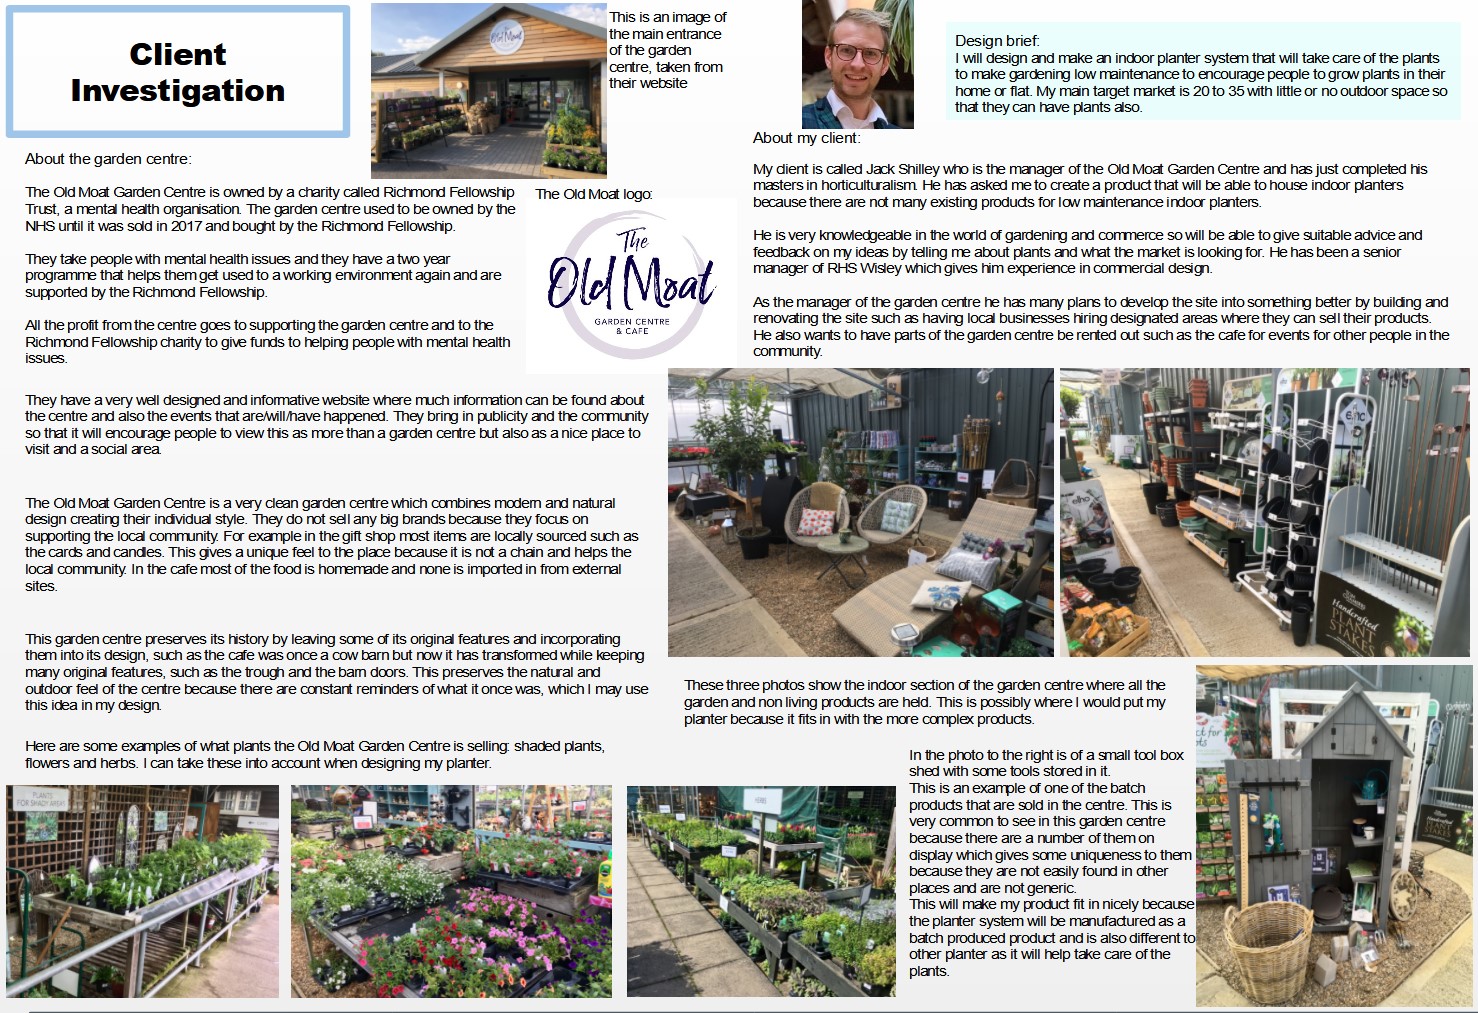 Client
Investigation
The
Old Moat
This is an image of
the main entrance
of the garden
centre, taken from
their website
Design brief:
I will design and make an indoor planter system that will take care of the plants
to make gardening low maintenance to encourage people to grow plants in their
home or flat. My main target market is 20 to 35 with little or no outdoor space so
that they can have plants also.
About the garden centre:
The Old Moat Garden Centre is owned by a charity called Richmond Fellowship
Trust, a mental health organisation. The garden centre used to be owned by the
NHS until it was sold in 2017 and bought by the Richmond Fellowship.
They take people with mental health issues and they have a two year
programme that helps them get used to a working environment again and are
supported by the Richmond Fellowship.
All the profit from the centre goes to supporting the garden centre and to the
Richmond Fellowship charity to give funds to helping people with mental health
issues.
The Old Moat logo:
The
Old Moat
GARDEN CENTRE
& CAFE
They have a very well designed and informative website where much information can be found about
the centre and also the events that are/will/have happened. They bring in publicity and the community
so that it will encourage people to view this as more than a garden centre but also as a nice place to
visit and a social area.
The Old Moat Garden Centre is a very clean garden centre which combines modern and natural
design creating their individual style. They do not sell any big brands because they focus on
supporting the local community. For example in the gift shop most items are locally sourced such as
the cards and candles. This gives a unique feel to the place because it is not a chain and helps the
local community. In the cafe most of the food is homemade and none is imported in from external
sites.
This garden centre preserves its history by leaving some of its original features and incorporating
them into its design, such as the cafe was once a cow barn but now it has transformed while keeping
many original features, such as the trough and the barn doors. This preserves the natural and
outdoor feel of the centre because there are constant reminders of what it once was, which I may use
this idea in my design.
Here are some examples of what plants the Old Moat Garden Centre is selling: shaded plants,
flowers and herbs. I can take these into account when designing my planter.
PLANTS
FOR SHADY AREAS
HERBS
About my client:
My client is called Jack Shilley who is the manager of the Old Moat Garden Centre and has just completed his
masters in horticulturalism. He has asked me to create a product that will be able to house indoor planters
because there are not many existing products for low maintenance indoor planters.
He is very knowledgeable in the world of gardening and commerce so will be able to give suitable advice and
feedback on my ideas by telling me about plants and what the market is looking for. He has been a senior
manager of RHS Wisley which gives him experience in commercial design.
As the manager of the garden centre he has many plans to develop the site into something better by building and
renovating the site such as having local businesses hiring designated areas where they can sell their products.
He also wants to have parts of the garden centre be rented out such as the cafe for events for other people in the
community.
elho
Handcrafted
PLANT
STAKES
These three photos show the indoor section of the garden centre where all the
garden and non living products are held. This is possibly where I would put my
planter because it fits in with the more complex products.
In the photo to the right is of a small tool box
shed with some tools stored in it.
This is an example of one of the batch
products that are sold in the centre. This is
very common to see in this garden centre
because there are a number of them on
display which gives some uniqueness to them
because they are not easily found in other
places and are not generic.
This will make my product fit in nicely because
the planter system will be manufactured as a
batch produced product and is also different to
other planter as it will help take care of the
plants.
Handcrafted
PLANT
STAKES